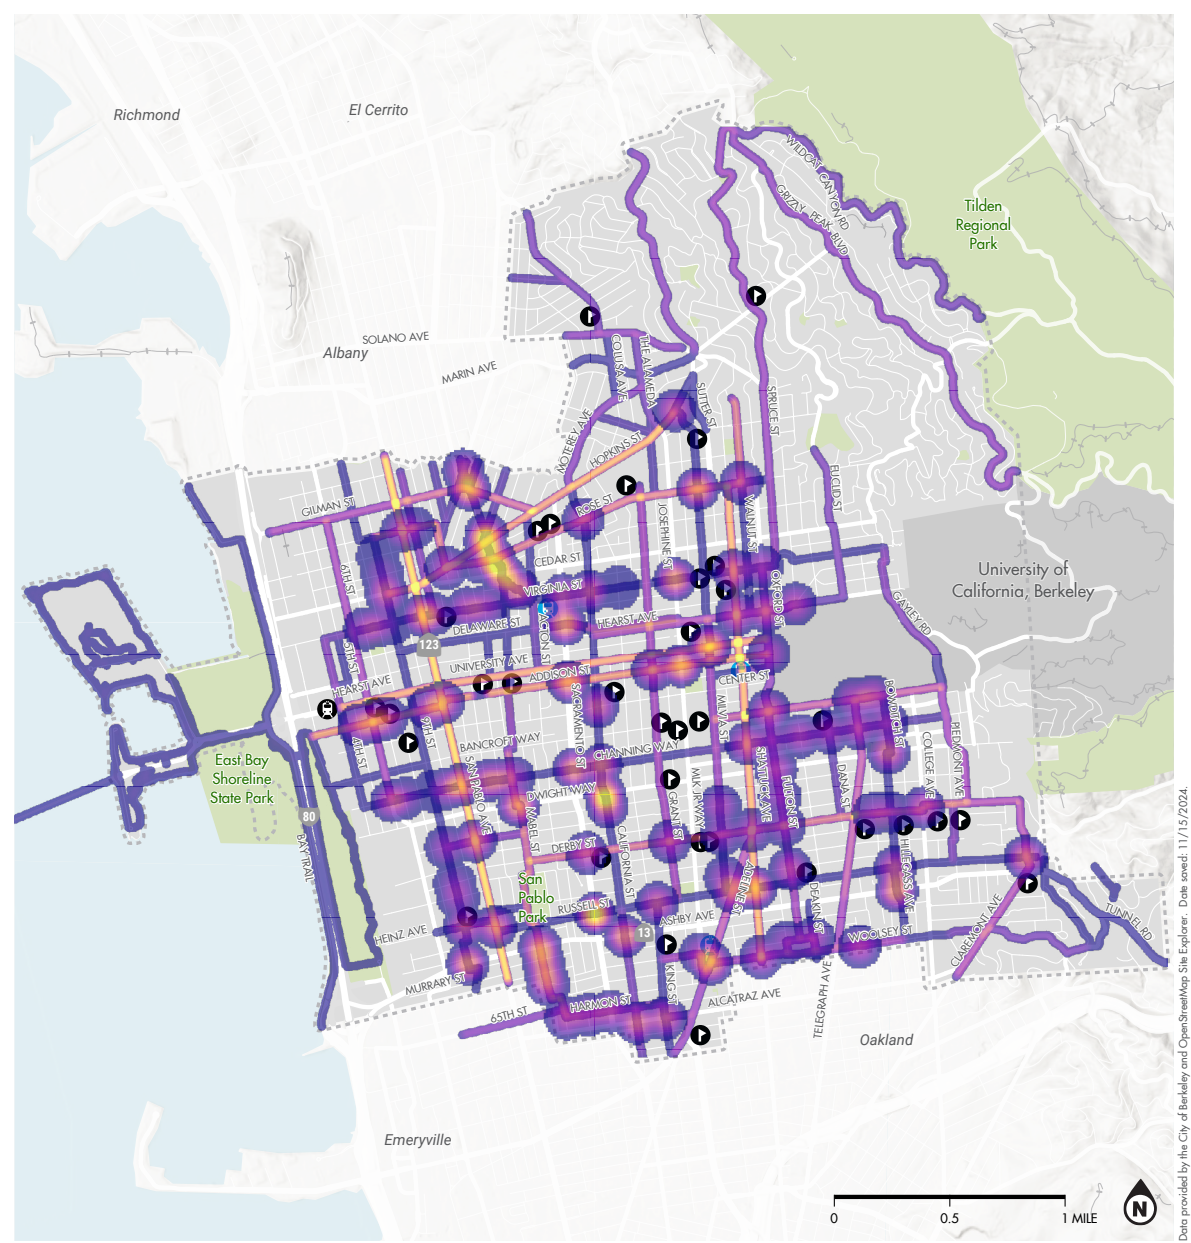 Richmond
El Cerrito
WILDCAT CANYON RD
GRIZZLY PEAK BLVD
Tilden
Regional
Park
SOLANO AVE
Albany
MARIN AVE
COLUSA AVE
THE ALAMEDA
SUTTER ST
SPRUCE ST
MOTEREY AVE
HOPKINS ST
GILMAN ST
ROSE ST
JOSEPHINE ST
WALNUT ST
EUCLID ST
CEDAR ST
6TH ST
VIRGINIA ST
OXFORD ST
University of
California, Berkeley
GAYLEY RD
DELAWARE ST
ACTON ST
HEARST AVE
5TH ST
123
UNIVERSITY AVE
ADDISON ST
CENTER ST
HEARST AVE
SACRAMENTO ST
MILVIA ST
BOWDITCH ST
9TH ST
4TH ST
BANCROFT WAY
CHANNING WAY
SHATTUCK AVE
COLLEGE AVE
PIEDMONT AVE
East Bay
Shoreline
State Park
SAN PABLO AVE
DWIGHT WAY
GRANT ST
MLK JR WAY
FULTON ST
DANA ST
80
BAY TRAIL
MABEL ST
CALIFORNIA ST
DERBY ST
HILLEGASS AVE
San
Pablo
Park
RUSSELL ST
ADELINE ST
DEAKIN ST
ASHBY AVE
13
HEINZ AVE
WOOLSEY ST
CLAREMONT AVE
TUNNEL RD
MURRARY ST
KING ST
TELEGRAPH AVE
ALCATRAZ AVE
HARMON ST
65TH ST
Oakland
Emeryville
N
0 0.5 1 MILE
Data provided by the City of Berkeley and OpenStreetMap Site Explorer. Date saved: 11/15/2024.